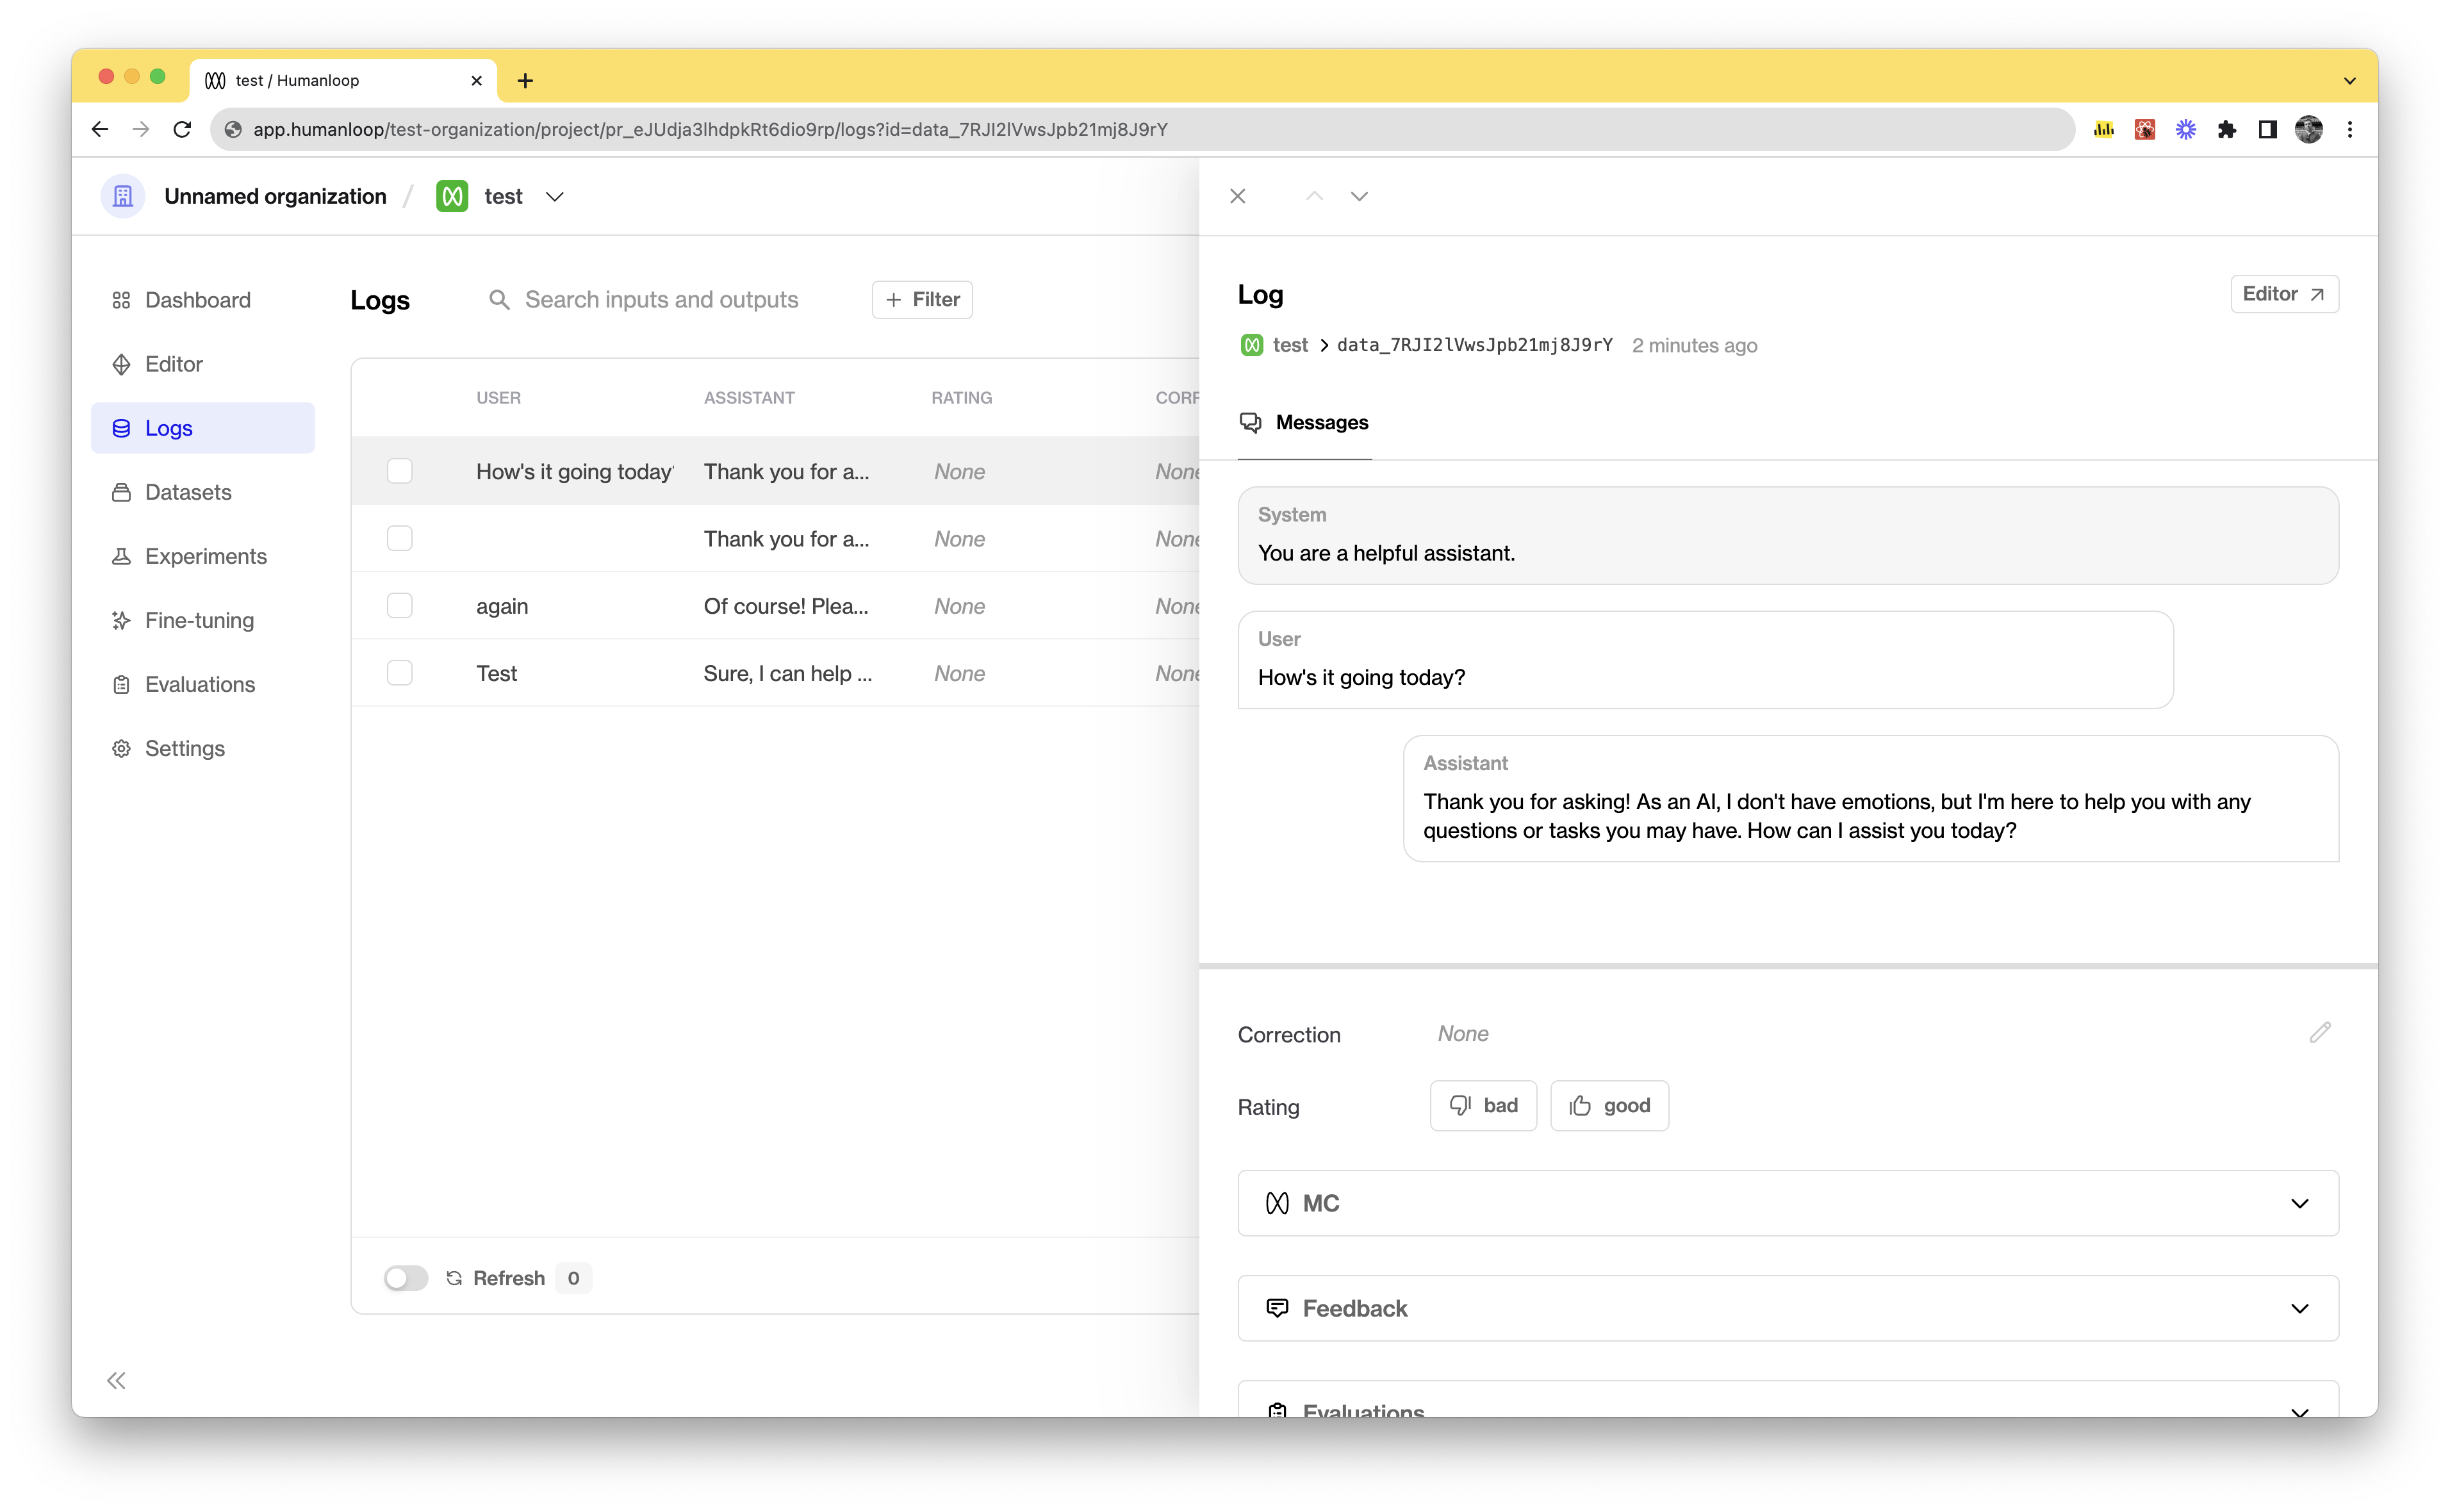 test / Humanloop
app.humanloop/test-organization/project/pr_eJUdja3lhdpkRt6dio9rp/logs?id=data_7RJI2lVwsJpb21mj8J9rY
Unnamed organization / test
Dashboard
Editor
Logs
Datasets
Experiments
Fine-tuning
Evaluations
Settings
Logs
Search inputs and outputs
+ Filter
USER ASSISTANT RATING CORR
How's it going today' Thank you for a... None None
Thank you for a... None None
again Of course! Plea... None None
Test Sure, I can help ... None None
Refresh 0
Log
Editor
test > data_7RJI2lVwsJpb21mj8J9rY 2 minutes ago
Messages
System
You are a helpful assistant.
User
How's it going today?
Assistant
Thank you for asking! As an AI, I don't have emotions, but I'm here to help you with any
questions or tasks you may have. How can I assist you today?
Correction None
Rating bad good
MC
Feedback
Evaluations